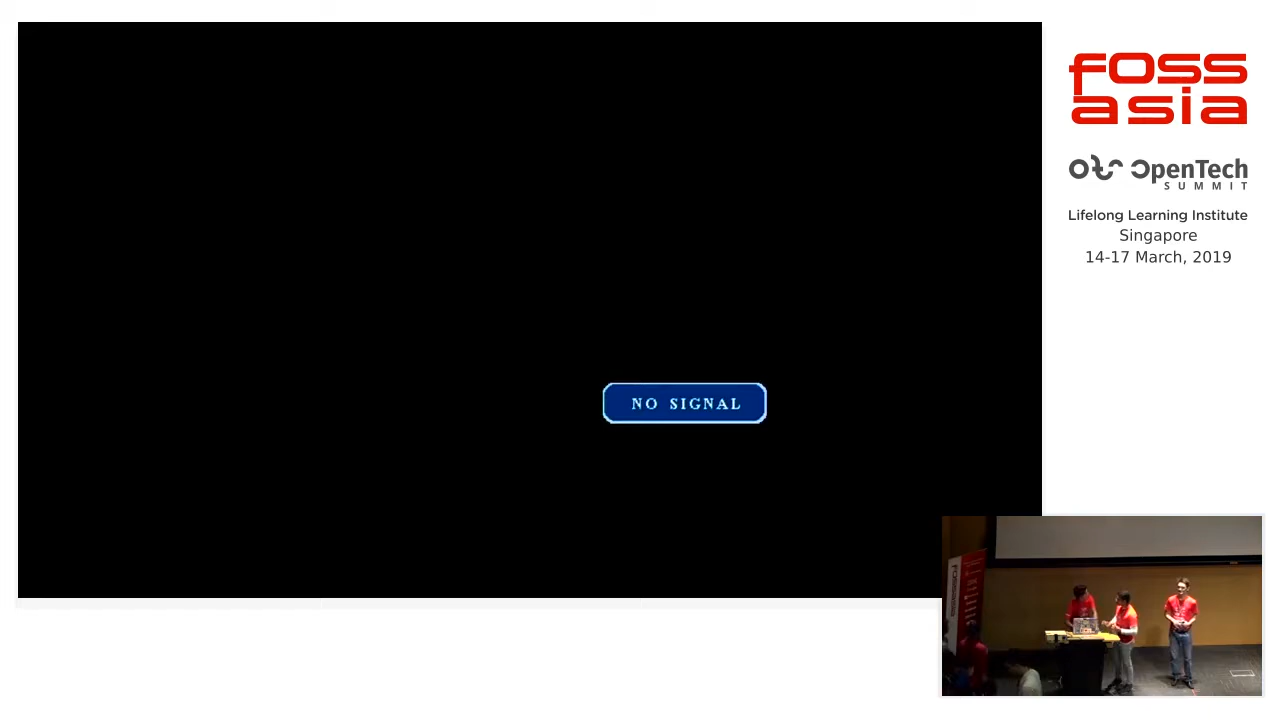 NO SIGNAL
foss
asia
OpenTech
SUMMIT
Lifelong Learning Institute
Singapore
14-17 March, 2019